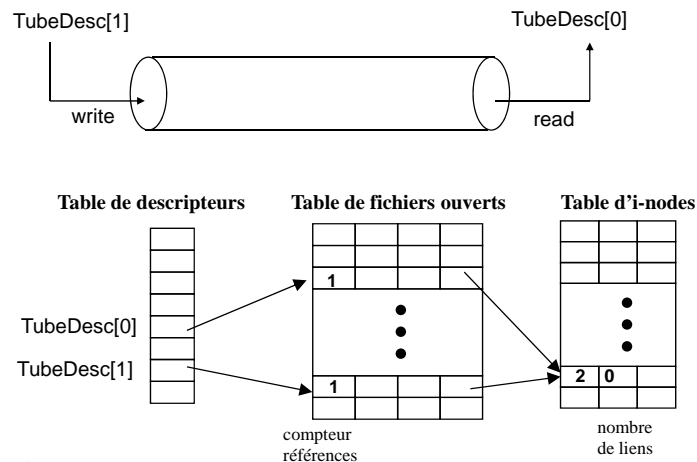 TubeDesc[1]
TubeDesc[0]
write
read
Table de descripteurs
Table de fichiers ouverts
Table d'i-nodes
1
TubeDesc[0]
TubeDesc[1]
1
2 0
compteur
références
nombre
de liens